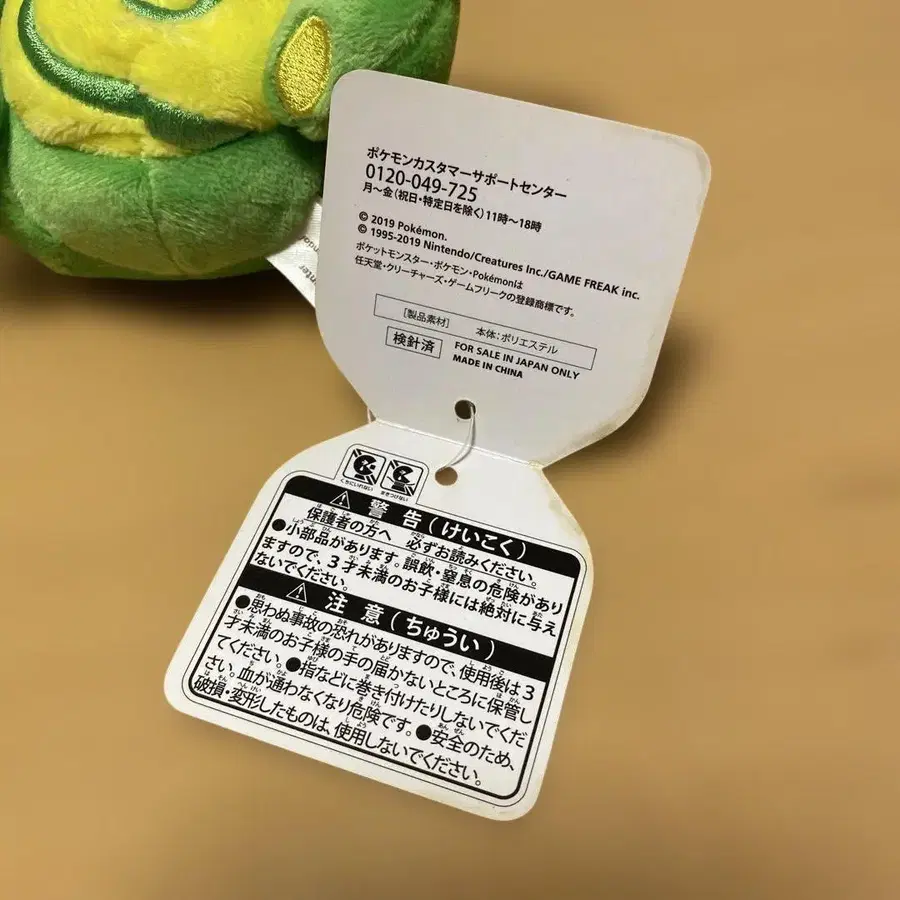 ポケモンカスタマーサポートセンター
0120-049-725
月～金(祝日・特定日を除く)11時～18時
© 2019 Pokémon.
© 1995-2019 Nintendo/Creatures Inc./GAME FREAK inc.
ポケットモンスター・ポケモン・Pokémonは
任天堂・クリーチャーズ・ゲームフリークの登録商標です。
[製品素材] 本体：ポリエステル
検針済
FOR SALE IN JAPAN ONLY
MADE IN CHINA
くちにいれない まきつけない
⚠ 警告(けいこく)
保護者の方へ 必ずお読みください。
●小部品があります。誤飲・窒息の危険があり
ますので、3才未満のお子様には絶対に与え
ないでください。
⚠ 注意(ちゅうい)
●思わぬ事故の恐れがありますので、使用後は3
才未満のお子様の手の届かないところに保管し
てください。●指などに巻き付けたりしないでくだ
さい。血が通わなくなり危険です。●安全のため、
破損・変形したものは、使用しないでください。